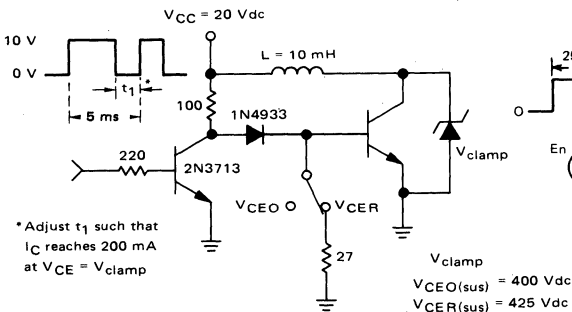 VCC = 20 Vdc
10 V
0 V
t1*
5 ms
L = 10 mH
100
1N4933
220
2N3713
Vclamp
VCEO
VCER
27
*Adjust t1 such that
IC reaches 200 mA
at VCE = Vclamp
Vclamp
VCEO(sus) = 400 Vdc
VCER(sus) = 425 Vdc
0
En